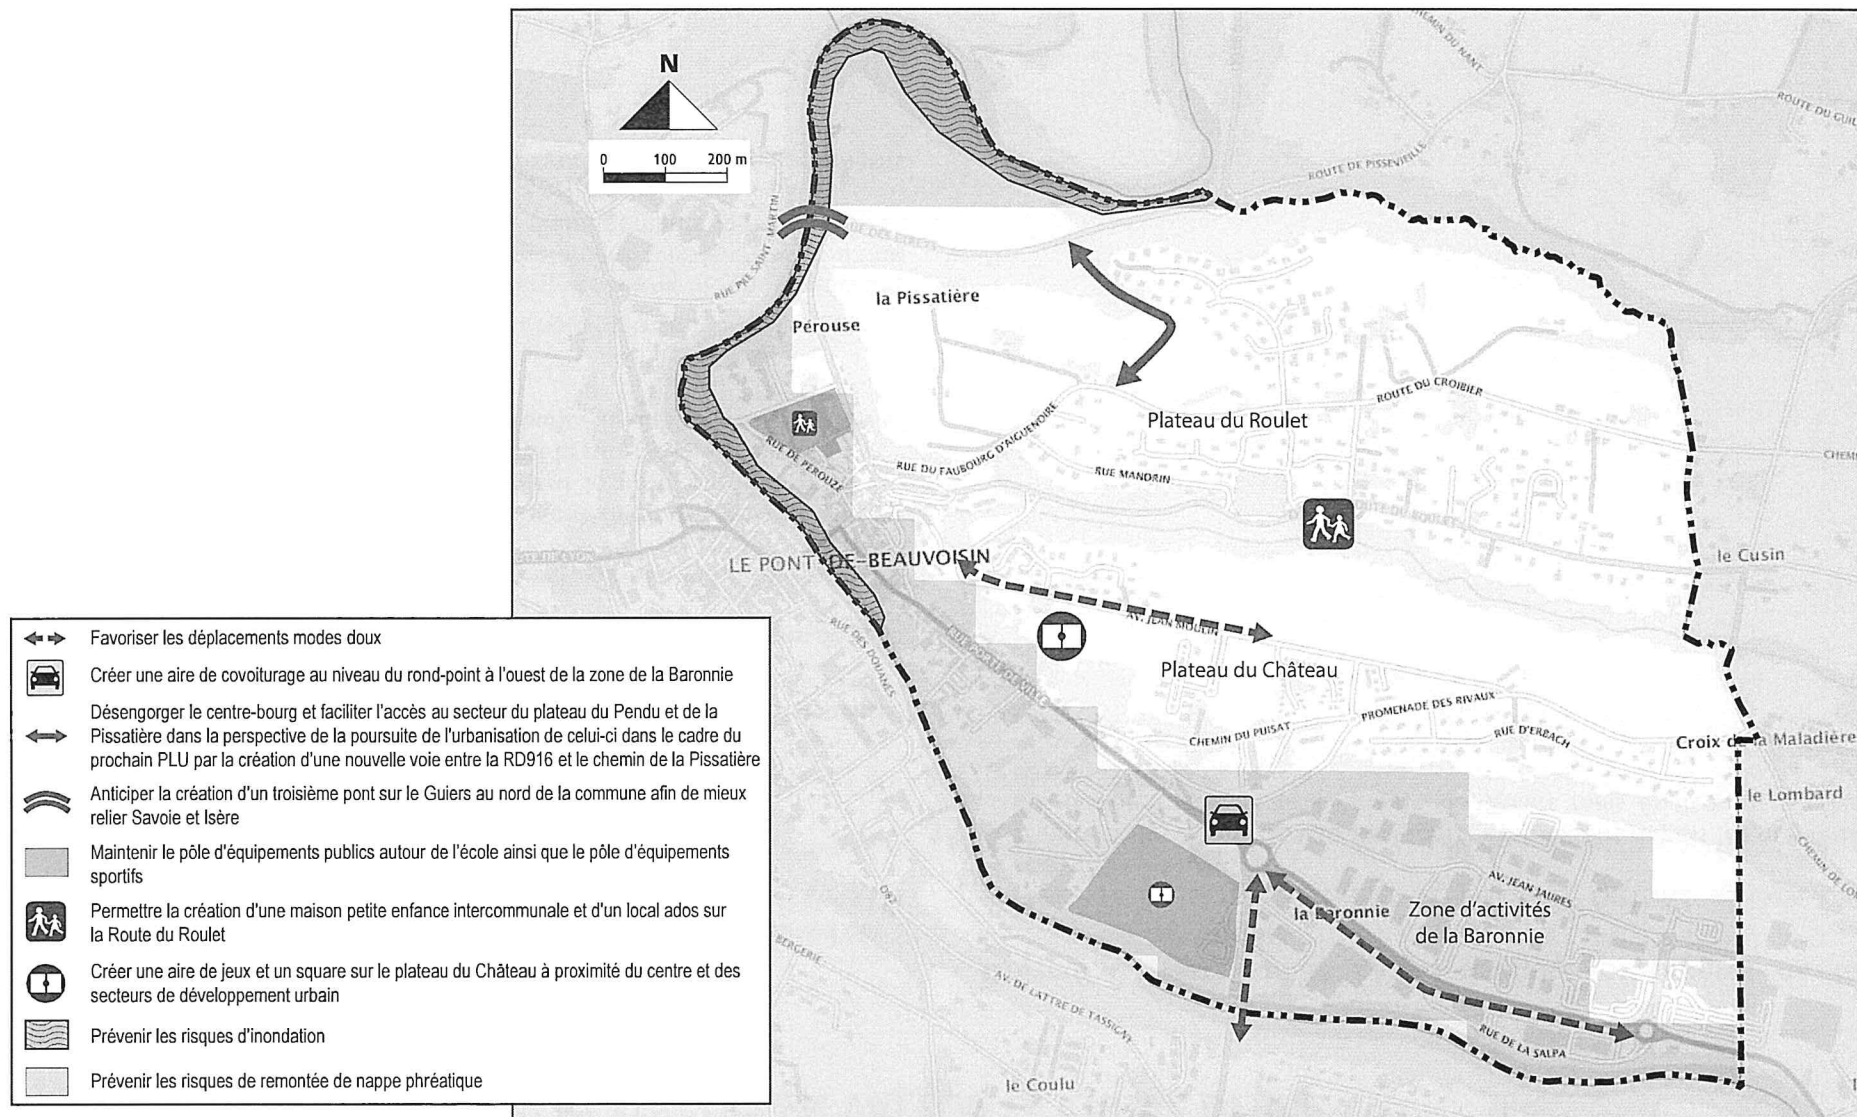 N
0 100 200 m
CHEMIN DU NANT
ROUTE DE PISSEVIEILLE
RUE PRE SAINT-MARTIN
la Pissatière
Pérouse
ROUTE DU CROIBIER
Plateau du Roulet
RUE DE PEROUZE
RUE DU FAUBOURG D'AIGUENOIRE
RUE MANDRIN
ROUTE DU ROULET
le Cusin
LE PONT-DE-BEAUVOISIN
AV. JEAN MOULIN
RUE DES DOUANES
Plateau du Château
PROMENADE DES RIVAUX
CHEMIN DU PUISAT
RUE D'ERBACH
Croix de la Maladière
le Lombard
AV. JEAN JAURES
la Baronnie
Zone d'activités
de la Baronnie
BERGERIE
AV. DE LATTRE DE TASSIGNY
RUE DE LA SALPA
le Coulu
Favoriser les déplacements modes doux
Créer une aire de covoiturage au niveau du rond-point à l'ouest de la zone de la Baronnie
Désengorger le centre-bourg et faciliter l'accès au secteur du plateau du Pendu et de la
Pissatière dans la perspective de la poursuite de l'urbanisation de celui-ci dans le cadre du
prochain PLU par la création d'une nouvelle voie entre la RD916 et le chemin de la Pissatière
Anticiper la création d'un troisième pont sur le Guiers au nord de la commune afin de mieux
relier Savoie et Isère
Maintenir le pôle d'équipements publics autour de l'école ainsi que le pôle d'équipements
sportifs
Permettre la création d'une maison petite enfance intercommunale et d'un local ados sur
la Route du Roulet
Créer une aire de jeux et un square sur le plateau du Château à proximité du centre et des
secteurs de développement urbain
Prévenir les risques d'inondation
Prévenir les risques de remontée de nappe phréatique